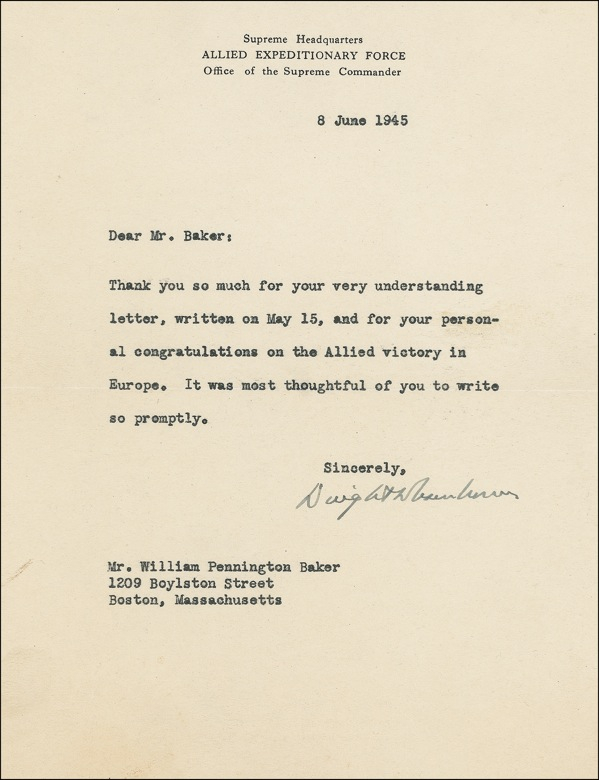 Supreme Headquarters
ALLIED EXPEDITIONARY FORCE
Office of the Supreme Commander
8 June 1945
Dear Mr. Baker:
Thank you so much for your very understanding
letter, written on May 15, and for your person-
al congratulations on the Allied victory in
Europe. It was most thoughtful of you to write
so promptly.
Sincerely,
Dwight D Eisenhower
Mr. William Pennington Baker
1209 Boylston Street
Boston, Massachusetts